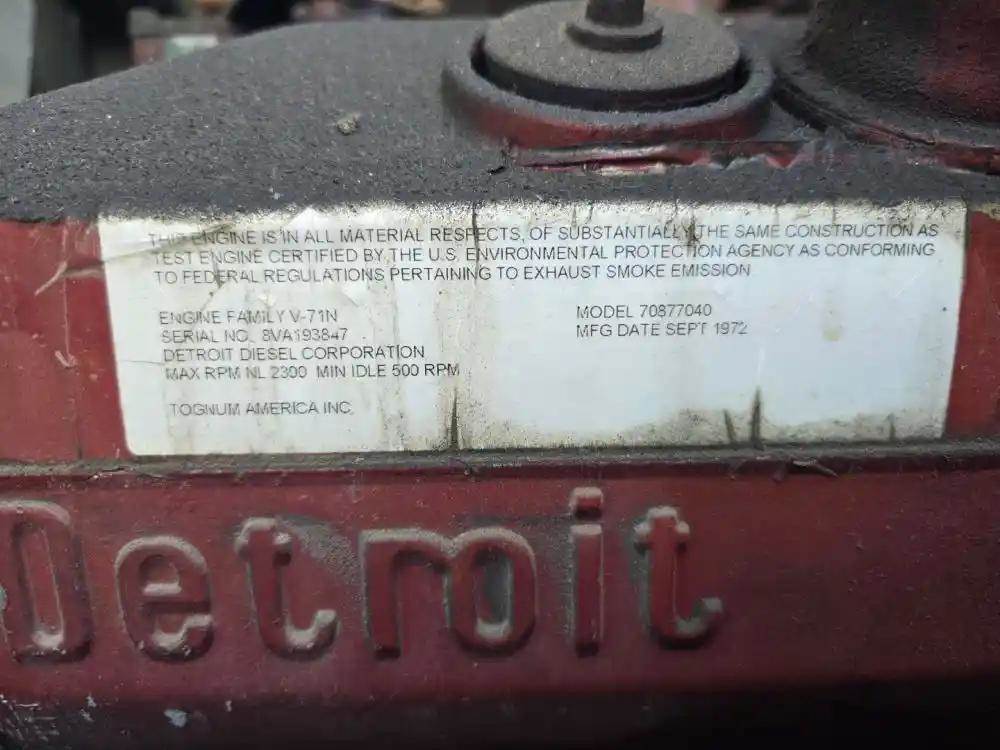 THIS ENGINE IS IN ALL MATERIAL RESPECTS, OF SUBSTANTIALLY THE SAME CONSTRUCTION AS
TEST ENGINE CERTIFIED BY THE U.S. ENVIRONMENTAL PROTECTION AGENCY AS CONFORMING
TO FEDERAL REGULATIONS PERTAINING TO EXHAUST SMOKE EMISSION
ENGINE FAMILY V-71N
SERIAL NO. 8VA193847
DETROIT DIESEL CORPORATION
MAX RPM NL 2300 MIN IDLE 500 RPM
TOGNUM AMERICA INC.
MODEL 70877040
MFG DATE SEPT 1972
Detroit